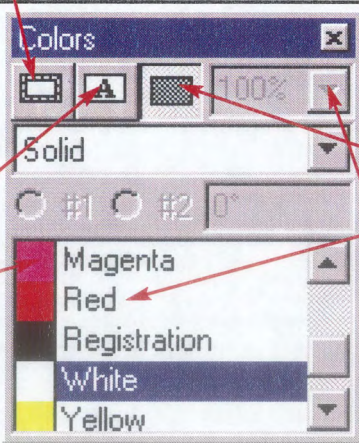 Colors
A 100%
Solid
#1 #2 0°
Magenta
Red
Registration
White
Yellow